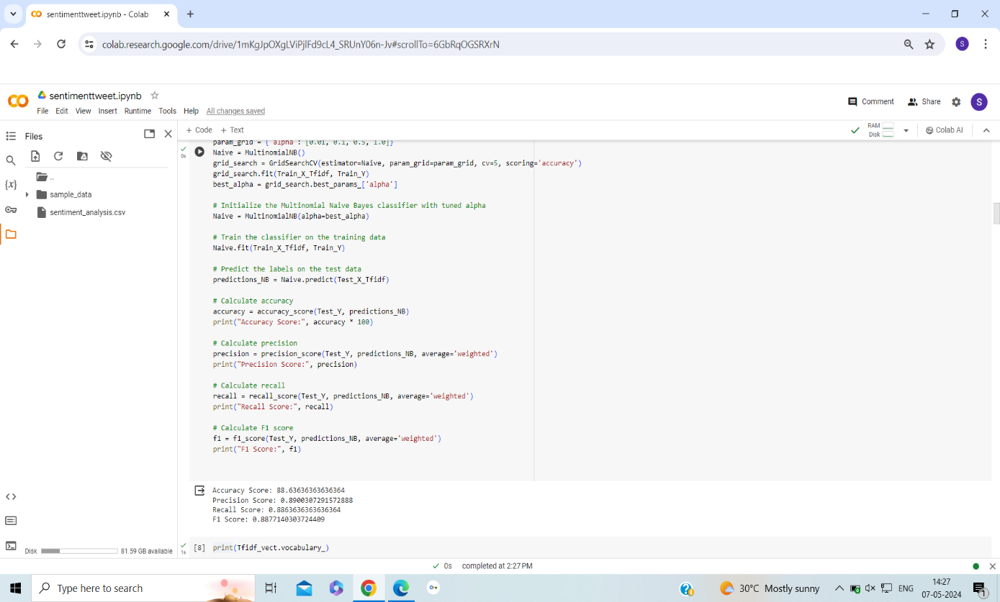 sentimenttweet.ipynb - Colab
colab.research.google.com/drive/1mKgJpOXgLViPjlFd9cL4_SRUnY06n-Jv#scrollTo=6GbRqOGSRXrN
S
sentimenttweet.ipynb
File Edit View Insert Runtime Tools Help All changes saved
Comment Share S
Files
+ Code + Text
RAM
Disk
Colab AI
..
sample_data
sentiment_analysis.csv
0s
param_grid = {'alpha': [0.01, 0.1, 0.5, 1.0]}
Naive = MultinomialNB()
grid_search = GridSearchCV(estimator=Naive, param_grid=param_grid, cv=5, scoring='accuracy')
grid_search.fit(Train_X_Tfidf, Train_Y)
best_alpha = grid_search.best_params_['alpha']
# Initialize the Multinomial Naive Bayes classifier with tuned alpha
Naive = MultinomialNB(alpha=best_alpha)
# Train the classifier on the training data
Naive.fit(Train_X_Tfidf, Train_Y)
# Predict the labels on the test data
predictions_NB = Naive.predict(Test_X_Tfidf)
# Calculate accuracy
accuracy = accuracy_score(Test_Y, predictions_NB)
print("Accuracy Score:", accuracy * 100)
# Calculate precision
precision = precision_score(Test_Y, predictions_NB, average='weighted')
print("Precision Score:", precision)
# Calculate recall
recall = recall_score(Test_Y, predictions_NB, average='weighted')
print("Recall Score:", recall)
# Calculate F1 score
f1 = f1_score(Test_Y, predictions_NB, average='weighted')
print("F1 Score:", f1)
Accuracy Score: 88.63636363636364
Precision Score: 0.8900307291572888
Recall Score: 0.8863636363636364
F1 Score: 0.8877140303724409
1s
[8] print(Tfidf_vect.vocabulary_)
Disk 81.59 GB available
0s completed at 2:27 PM
Type here to search
30°C Mostly sunny
ENG
14:27
07-05-2024
1